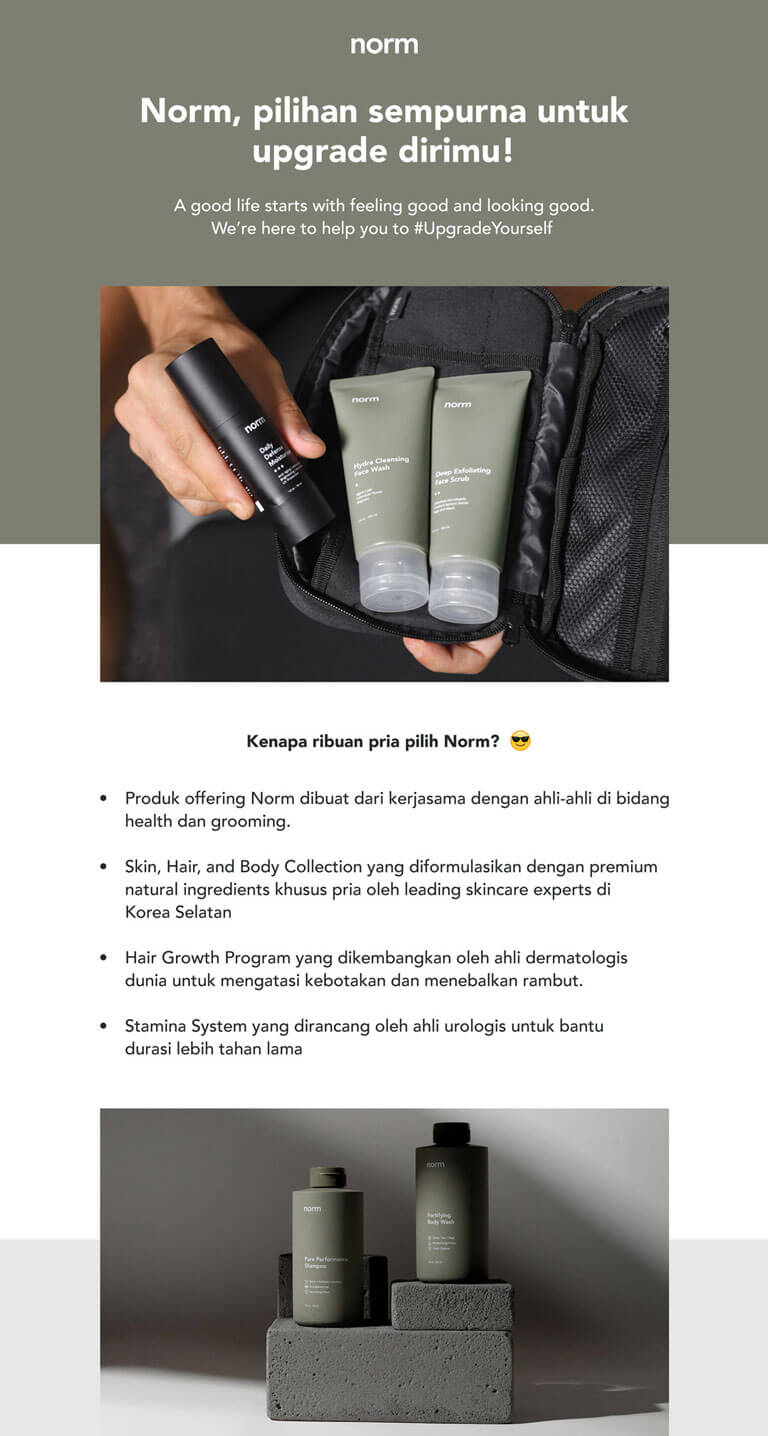 norm
Norm, pilihan sempurna untuk
upgrade dirimu!
A good life starts with feeling good and looking good.
We're here to help you to #UpgradeYourself
norm
Daily
Defense
Moisturizer
norm
Hydra Cleansing
Face Wash
norm
Deep Exfoliating
Face Scrub
Kenapa ribuan pria pilih Norm? 😎
• Produk offering Norm dibuat dari kerjasama dengan ahli-ahli di bidang
health dan grooming.
• Skin, Hair, and Body Collection yang diformulasikan dengan premium
natural ingredients khusus pria oleh leading skincare experts di
Korea Selatan
• Hair Growth Program yang dikembangkan oleh ahli dermatologis
dunia untuk mengatasi kebotakan dan menebalkan rambut.
• Stamina System yang dirancang oleh ahli urologis untuk bantu
durasi lebih tahan lama
norm
Pure Performance
Shampoo
norm
Fortifying
Body Wash